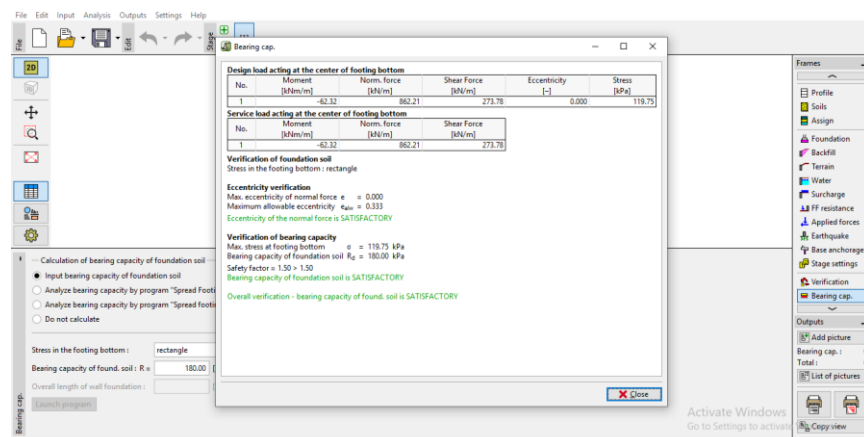 File Edit Input Analysis Outputs Settings Help
File
Edit
Stage
Bearing cap.
2D
Design load acting at the center of footing bottom
No. Moment [kNm/m] Norm. force [kN/m] Shear Force [kN/m] Eccentricity [–] Stress [kPa]
1 -62.32 862.21 273.78 0.000 119.75
Service load acting at the center of footing bottom
No. Moment [kNm/m] Norm. force [kN/m] Shear Force [kN/m]
1 -62.32 862.21 273.78
Verification of foundation soil
Stress in the footing bottom : rectangle
Eccentricity verification
Max. eccentricity of normal force e = 0.000
Maximum allowable eccentricity e_alw = 0.333
Eccentricity of the normal force is SATISFACTORY
Verification of bearing capacity
Max. stress at footing bottom σ = 119.75 kPa
Bearing capacity of foundation soil R_d = 180.00 kPa
Safety factor = 1.50 > 1.50
Bearing capacity of foundation soil is SATISFACTORY
Overall verification - bearing capacity of found. soil is SATISFACTORY
Close
Calculation of bearing capacity of foundation soil
Input bearing capacity of foundation soil
Analyze bearing capacity by program "Spread Footi
Analyze bearing capacity by program "Spread footi
Do not calculate
Stress in the footing bottom : rectangle
Bearing capacity of found. soil : R = 180.00 [
Overall length of wall foundation :
Launch program
Bearing cap.
Frames
Profile
Soils
Assign
Foundation
Backfill
Terrain
Water
Surcharge
FF resistance
Applied forces
Earthquake
Base anchorage
Stage settings
Verification
Bearing cap.
Outputs
Add picture
Bearing cap. :
Total :
List of pictures
Copy view
Activate Windows
Go to Settings to activat